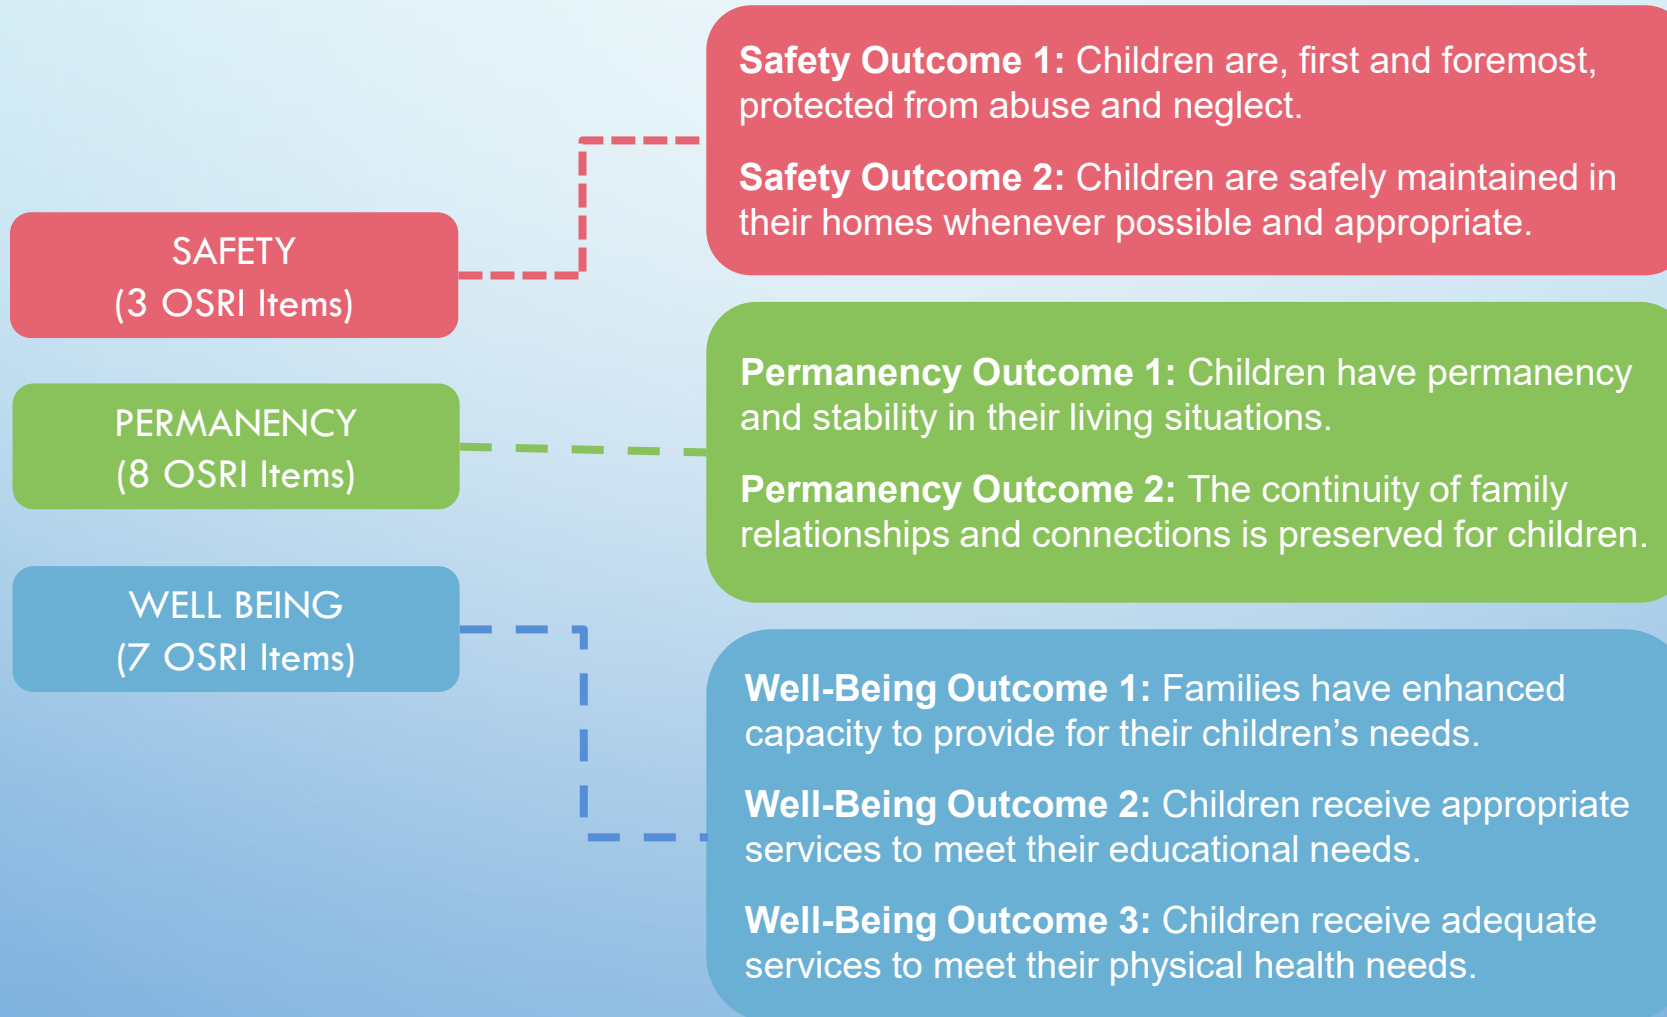 SAFETY
(3 OSRI Items)
Safety Outcome 1: Children are, first and foremost,
protected from abuse and neglect.
Safety Outcome 2: Children are safely maintained in
their homes whenever possible and appropriate.
PERMANENCY
(8 OSRI Items)
Permanency Outcome 1: Children have permanency
and stability in their living situations.
Permanency Outcome 2: The continuity of family
relationships and connections is preserved for children.
WELL BEING
(7 OSRI Items)
Well-Being Outcome 1: Families have enhanced
capacity to provide for their children’s needs.
Well-Being Outcome 2: Children receive appropriate
services to meet their educational needs.
Well-Being Outcome 3: Children receive adequate
services to meet their physical health needs.